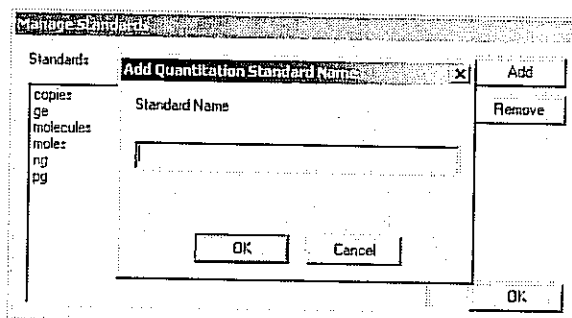 Manage Standards
Standards
copies
ge
molecules
moles
ng
pg
Add Quantitation Standard Name
Standard Name
OK
Cancel
Add
Remove
OK